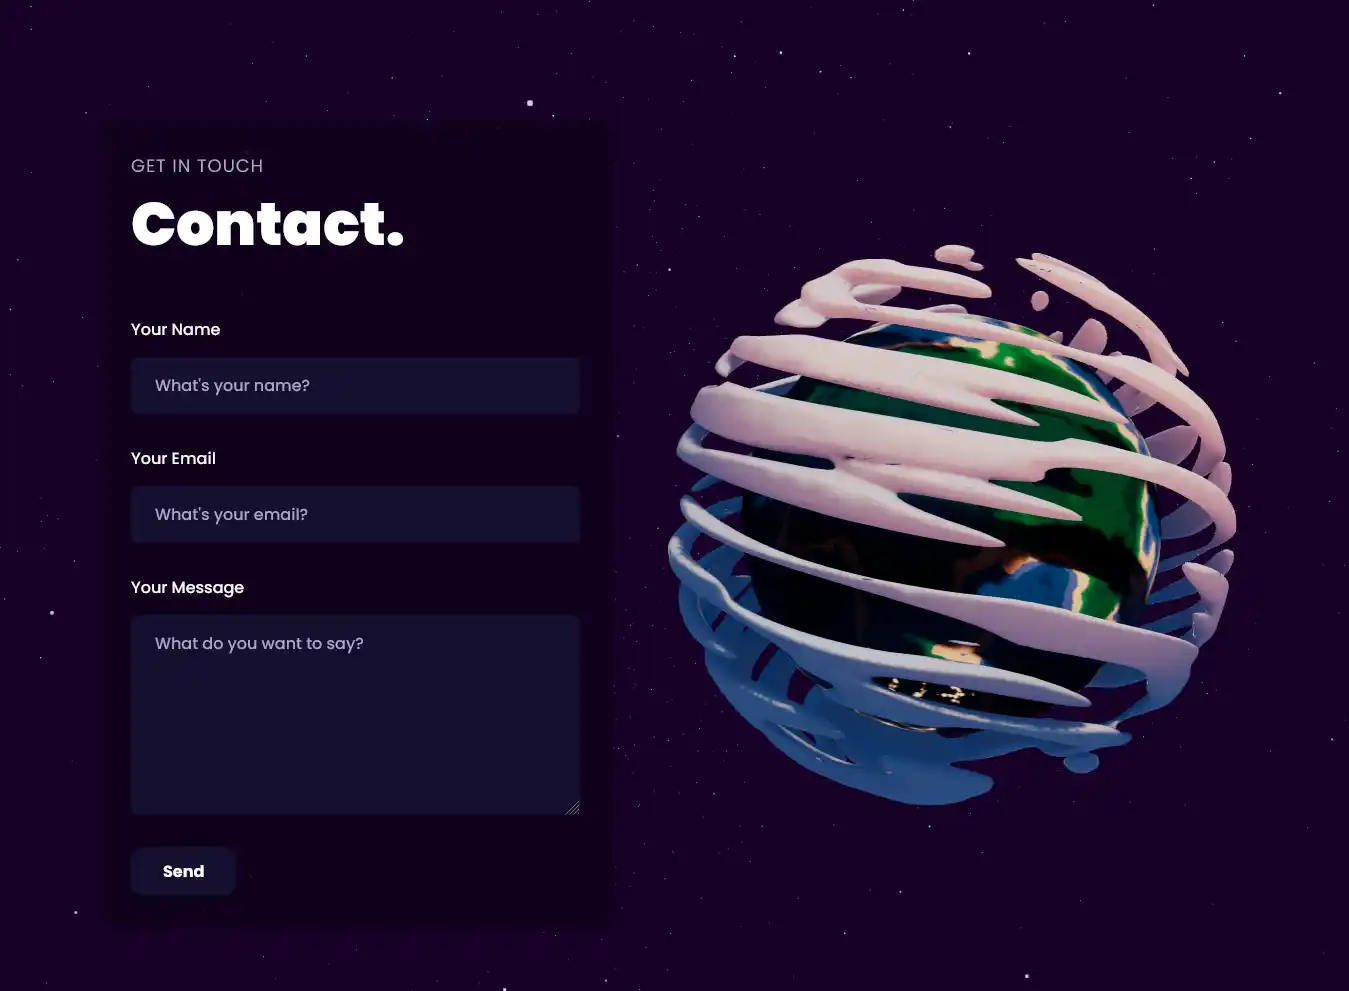 GET IN TOUCH
Contact.
Your Name
What's your name?
Your Email
What's your email?
Your Message
What do you want to say?
Send